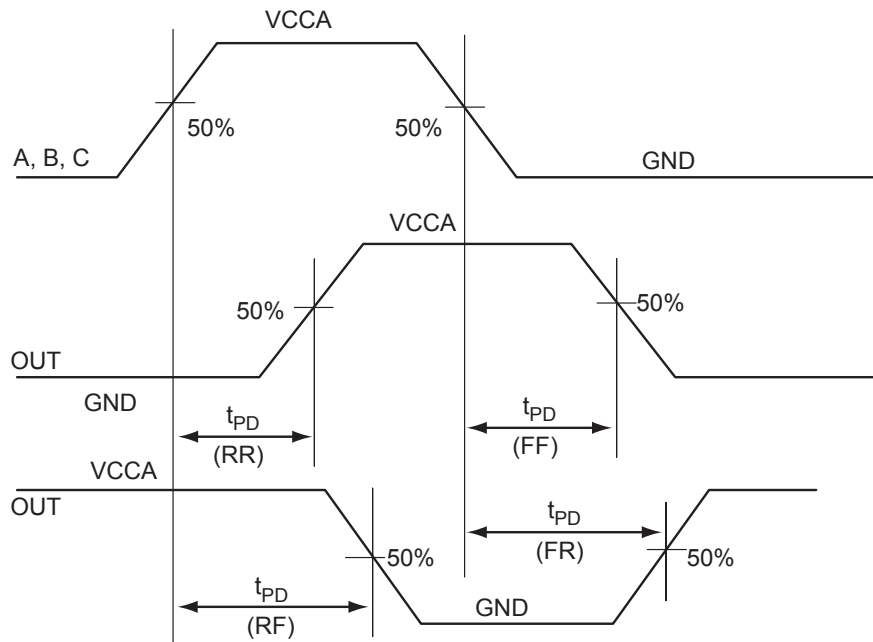 VCCA
50%
50%
A, B, C
GND
VCCA
50%
50%
OUT
GND
tPD
(RR)
tPD
(FF)
VCCA
OUT
tPD
(FR)
50%
50%
tPD
(RF)
GND